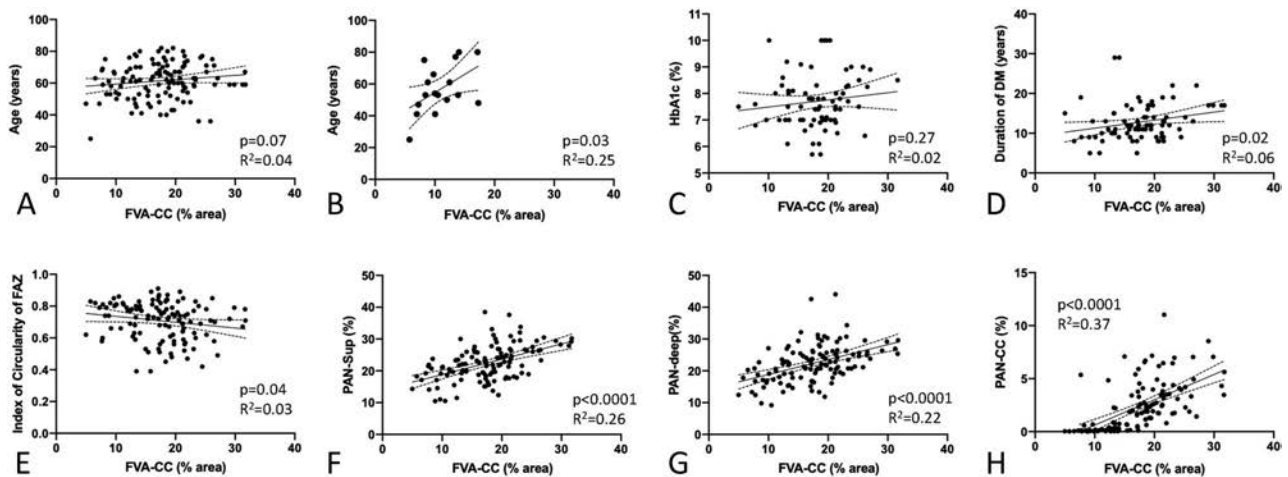 100
80
60
40
20
0
Age (years)
p=0.07
R²=0.04
0 10 20 30 40
FVA-CC (% area)
A
100
80
60
40
20
0
Age (years)
p=0.03
R²=0.25
0 10 20 30 40
FVA-CC (% area)
B
11
10
9
8
7
6
5
HbA1c (%)
p=0.27
R²=0.02
0 10 20 30 40
FVA-CC (% area)
C
40
30
20
10
0
Duration of DM (years)
p=0.02
R²=0.06
0 10 20 30 40
FVA-CC (% area)
D
1.0
0.8
0.6
0.4
0.2
0.0
Index of Circularity of FAZ
p=0.04
R²=0.03
0 10 20 30 40
FVA-CC (% area)
E
50
40
30
20
10
0
PAN-Sup (%)
p<0.0001
R²=0.26
0 10 20 30 40
FVA-CC (% area)
F
50
40
30
20
10
0
PAN-deep(%)
p<0.0001
R²=0.22
0 10 20 30 40
FVA-CC (% area)
G
15
10
5
0
PAN-CC (%)
p<0.0001
R²=0.37
0 10 20 30 40
FVA-CC (% area)
H